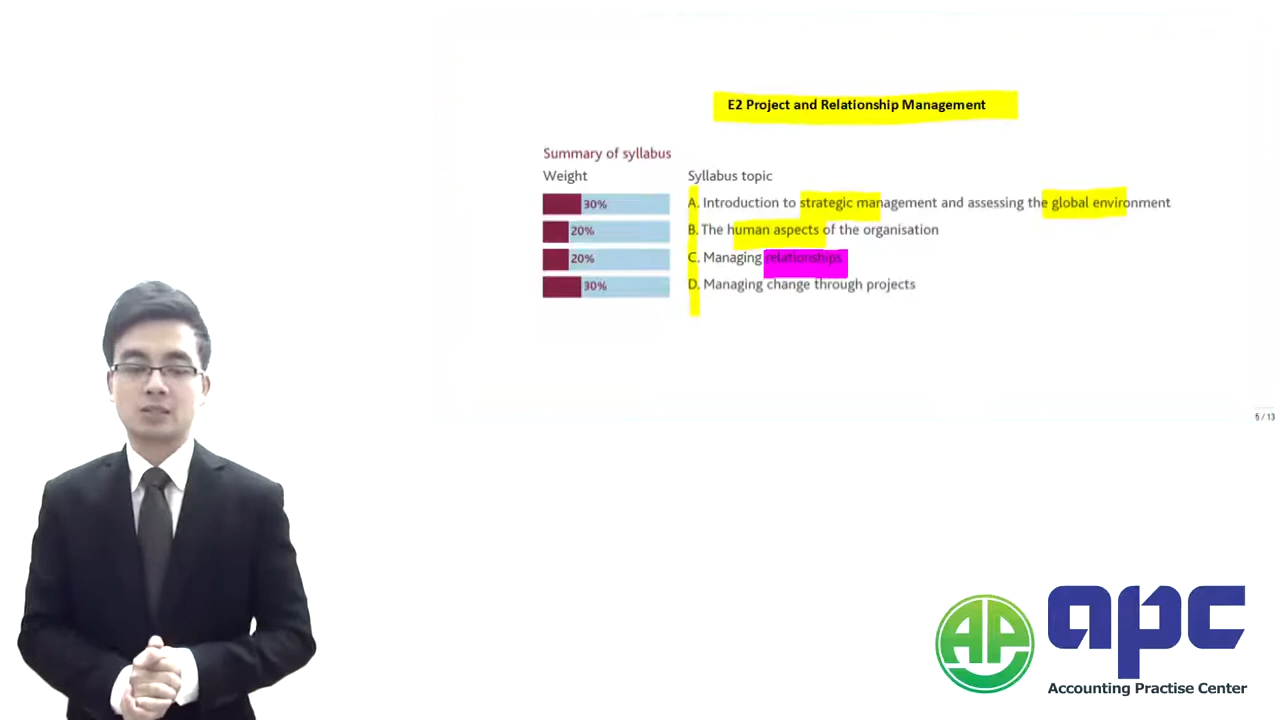 E2 Project and Relationship Management
Summary of syllabus
Weight Syllabus topic
30% A. Introduction to strategic management and assessing the global environment
20% B. The human aspects of the organisation
20% C. Managing relationships
30% D. Managing change through projects
5 / 13
AP
apc
Accounting Practise Center